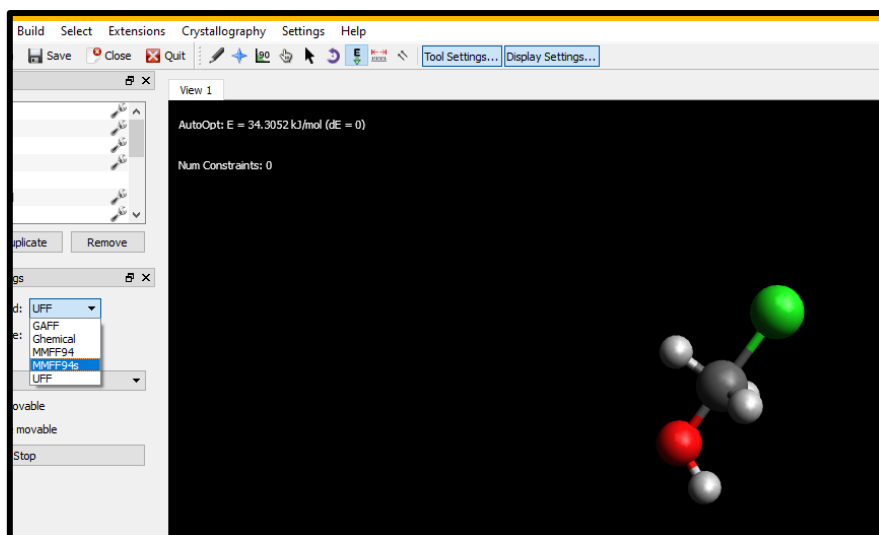 Build Select Extensions Crystallography Settings Help
Save Close Quit 90 E Tool Settings... Display Settings...
View 1
AutoOpt: E = 34.3052 kJ/mol (dE = 0)
Num Constraints: 0
uplicate Remove
gs
d: UFF
GAFF
e: Ghemical
MMFF94
MMFF94s
UFF
ovable
movable
Stop